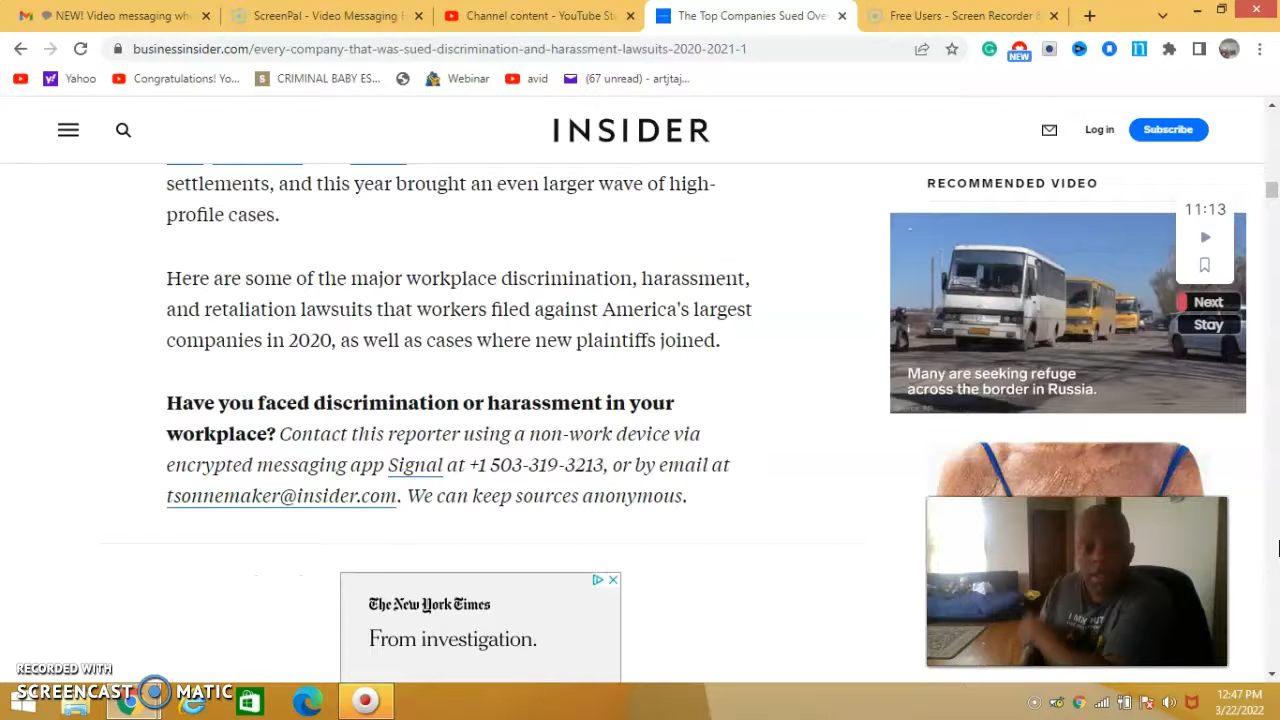 NEW! Video messaging wh
ScreenPal - Video Messaging E
Channel content - YouTube St
The Top Companies Sued Ove
Free Users - Screen Recorder &
businessinsider.com/every-company-that-was-sued-discrimination-and-harassment-lawsuits-2020-2021-1
NEW
Yahoo
Congratulations! Yo...
CRIMINAL BABY ES...
Webinar
avid
(67 unread) - artjtaj...
INSIDER
Log in
Subscribe
settlements, and this year brought an even larger wave of high-
profile cases.
Here are some of the major workplace discrimination, harassment,
and retaliation lawsuits that workers filed against America's largest
companies in 2020, as well as cases where new plaintiffs joined.
Have you faced discrimination or harassment in your
workplace? Contact this reporter using a non-work device via
encrypted messaging app Signal at +1 503-319-3213, or by email at
tsonnemaker@insider.com. We can keep sources anonymous.
RECOMMENDED VIDEO
11:13
Next
Stay
Many are seeking refuge
across the border in Russia.
The New York Times
From investigation.
RECORDED WITH
SCREENCAST MATIC
12:47 PM
3/22/2022